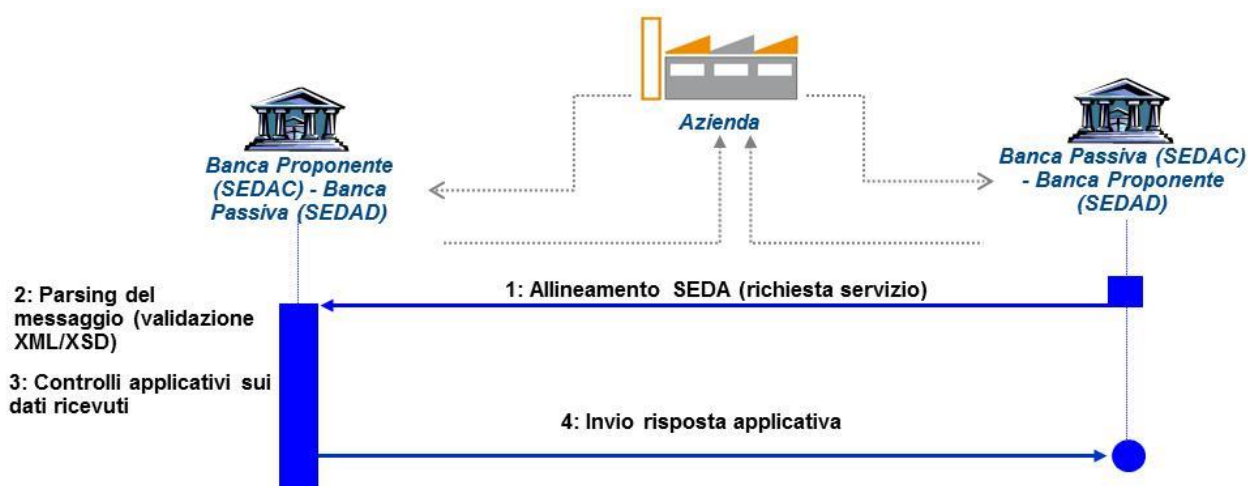 Azienda
Banca Proponente
(SEDAC) - Banca
Passiva (SEDAD)
Banca Passiva (SEDAC)
- Banca Proponente
(SEDAD)
1: Allineamento SEDA (richiesta servizio)
2: Parsing del
messaggio (validazione
XML/XSD)
3: Controlli applicativi sui
dati ricevuti
4: Invio risposta applicativa